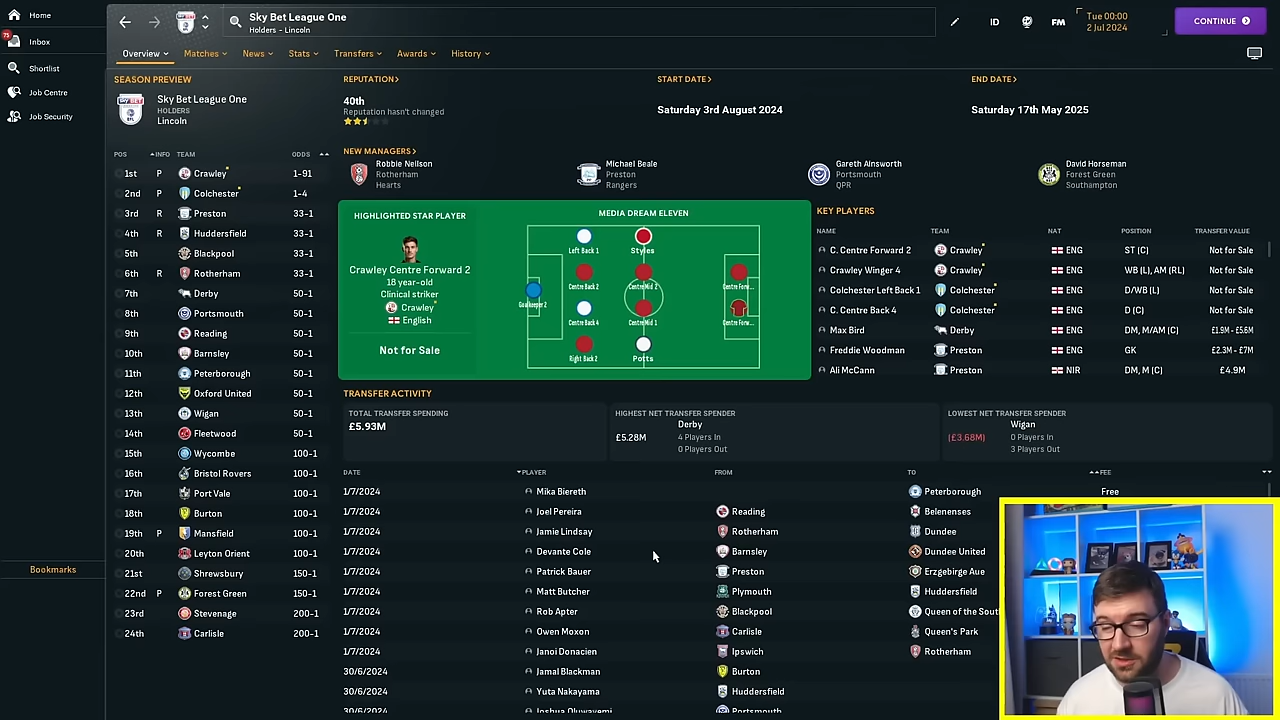 Home
Inbox
75
Shortlist
Job Centre
Job Security
Bookmarks
Sky Bet League One
Holders - Lincoln
ID
FM
Tue 00:00
2 Jul 2024
CONTINUE
Overview
Matches
News
Stats
Transfers
Awards
History
SEASON PREVIEW
Sky Bet League One
HOLDERS
Lincoln
REPUTATION>
40th
Reputation hasn't changed
START DATE>
Saturday 3rd August 2024
END DATE>
Saturday 17th May 2025
NEW MANAGERS >
Robbie Neilson
Rotherham
Hearts
Michael Beale
Preston
Rangers
Gareth Ainsworth
Portsmouth
QPR
David Horseman
Forest Green
Southampton
POS INFO TEAM ODDS
1st P Crawley 1-91
2nd P Colchester 1-4
3rd R Preston 33-1
4th R Huddersfield 33-1
5th Blackpool 33-1
6th R Rotherham 33-1
7th Derby 50-1
8th Portsmouth 50-1
9th Reading 50-1
10th Barnsley 50-1
11th Peterborough 50-1
12th Oxford United 50-1
13th Wigan 50-1
14th Fleetwood 50-1
15th Wycombe 100-1
16th Bristol Rovers 100-1
17th Port Vale 100-1
18th Burton 100-1
19th P Mansfield 100-1
20th Leyton Orient 100-1
21st Shrewsbury 150-1
22nd P Forest Green 150-1
23rd Stevenage 200-1
24th Carlisle 200-1
HIGHLIGHTED STAR PLAYER
Crawley Centre Forward 2
18 year-old
Clinical striker
Crawley
English
Not for Sale
MEDIA DREAM ELEVEN
Left Back 1
Styles
Centre Back 2
Centre Mid 2
Centre Forw...
Goalkeeper 2
Centre Back 4
Centre Mid 1
Centre Forw...
Right Back 2
Potts
KEY PLAYERS
NAME TEAM NAT POSITION TRANSFER VALUE
C. Centre Forward 2 Crawley ENG ST (C) Not for Sale
Crawley Winger 4 Crawley ENG WB (L), AM (RL) Not for Sale
Colchester Left Back 1 Colchester ENG D/WB (L) Not for Sale
C. Centre Back 4 Colchester ENG D (C) Not for Sale
Max Bird Derby ENG DM, M/AM (C) £1.9M - £5.6M
Freddie Woodman Preston ENG GK £2.3M - £7M
Ali McCann Preston NIR DM, M (C) £4.9M
TRANSFER ACTIVITY
TOTAL TRANSFER SPENDING
£5.93M
HIGHEST NET TRANSFER SPENDER
Derby
£5.28M
4 Players In
0 Players Out
LOWEST NET TRANSFER SPENDER
Wigan
(£3.68M)
0 Players In
3 Players Out
DATE PLAYER FROM TO FEE
1/7/2024 Mika Biereth Peterborough Free
1/7/2024 Joel Pereira Reading Belenenses
1/7/2024 Jamie Lindsay Rotherham Dundee
1/7/2024 Devante Cole Barnsley Dundee United
1/7/2024 Patrick Bauer Preston Erzgebirge Aue
1/7/2024 Matt Butcher Plymouth Huddersfield
1/7/2024 Rob Apter Blackpool Queen of the Sout
1/7/2024 Owen Moxon Carlisle Queen's Park
1/7/2024 Janoi Donacien Ipswich Rotherham
30/6/2024 Jamal Blackman Burton
30/6/2024 Yuta Nakayama Huddersfield
30/6/2024 Joshua Oluwayemi Portsmouth